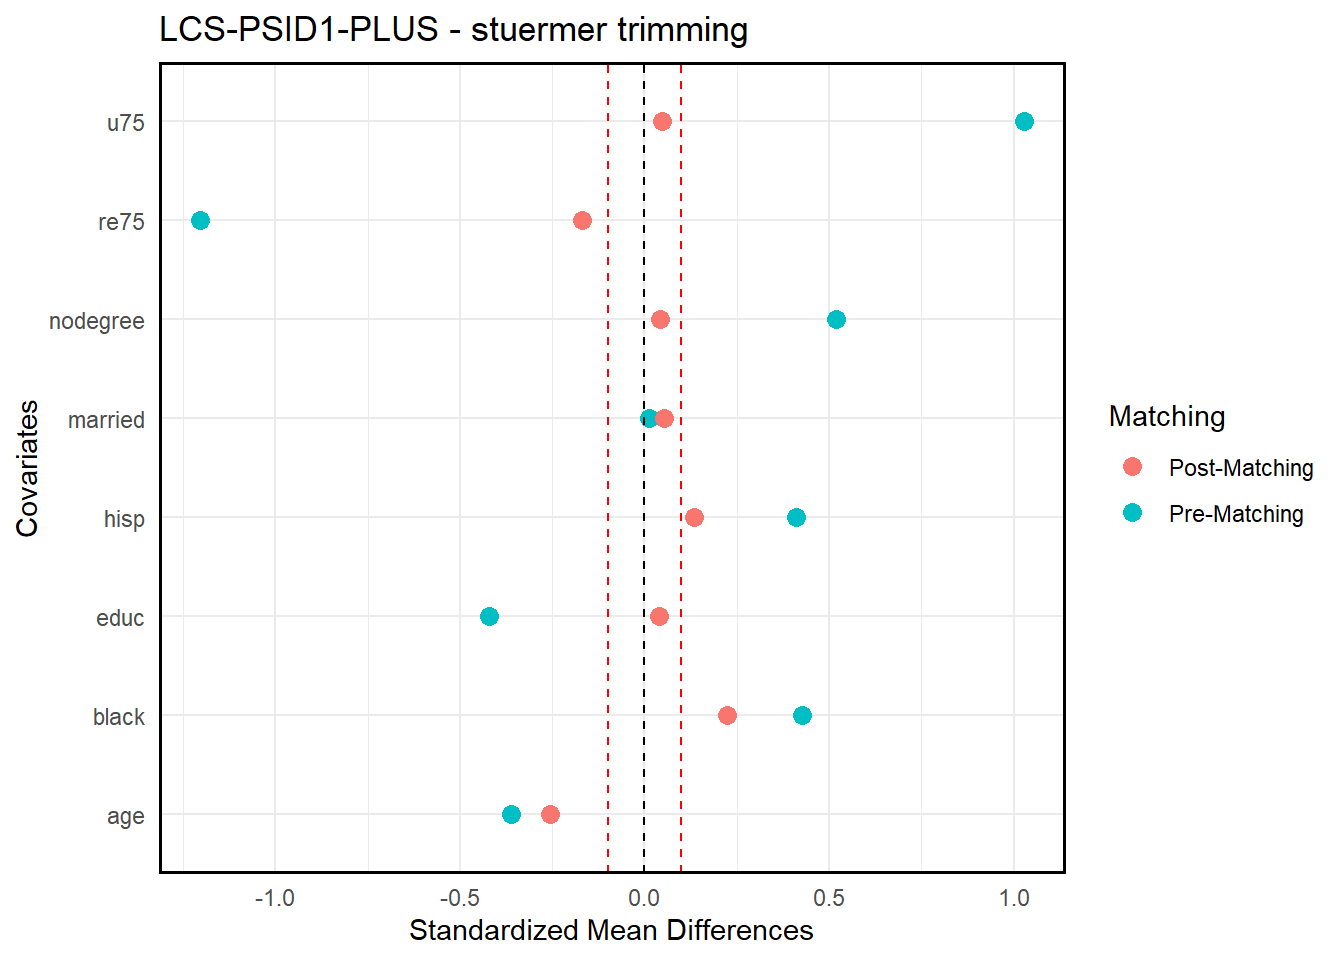 LCS-PSID1-PLUS - stuermer trimming
u75
re75
nodegree
married
hisp
educ
black
age
Covariates
-1.0
-0.5
0.0
0.5
1.0
Standardized Mean Differences
Matching
Post-Matching
Pre-Matching